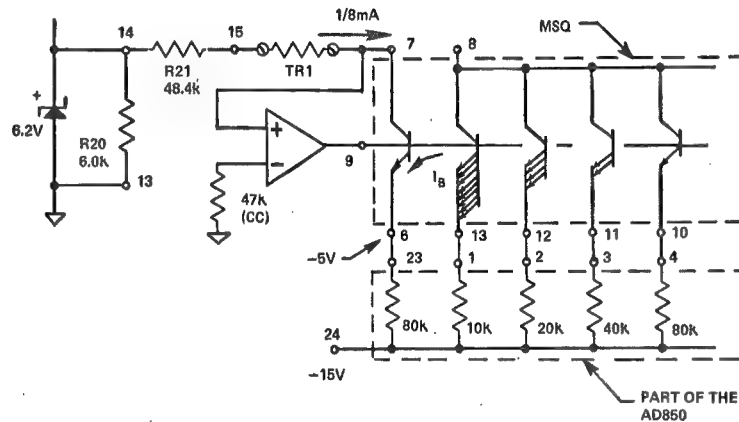 1/8mA
14
15
7
8
MSQ
R21
48.4k
TR1
+
6.2V
R20
6.0k
13
+
−
9
47k
(CC)
IB
−5V
6
13
12
11
10
23
1
2
3
4
80k
10k
20k
40k
80k
24
−15V
PART OF THE
AD850